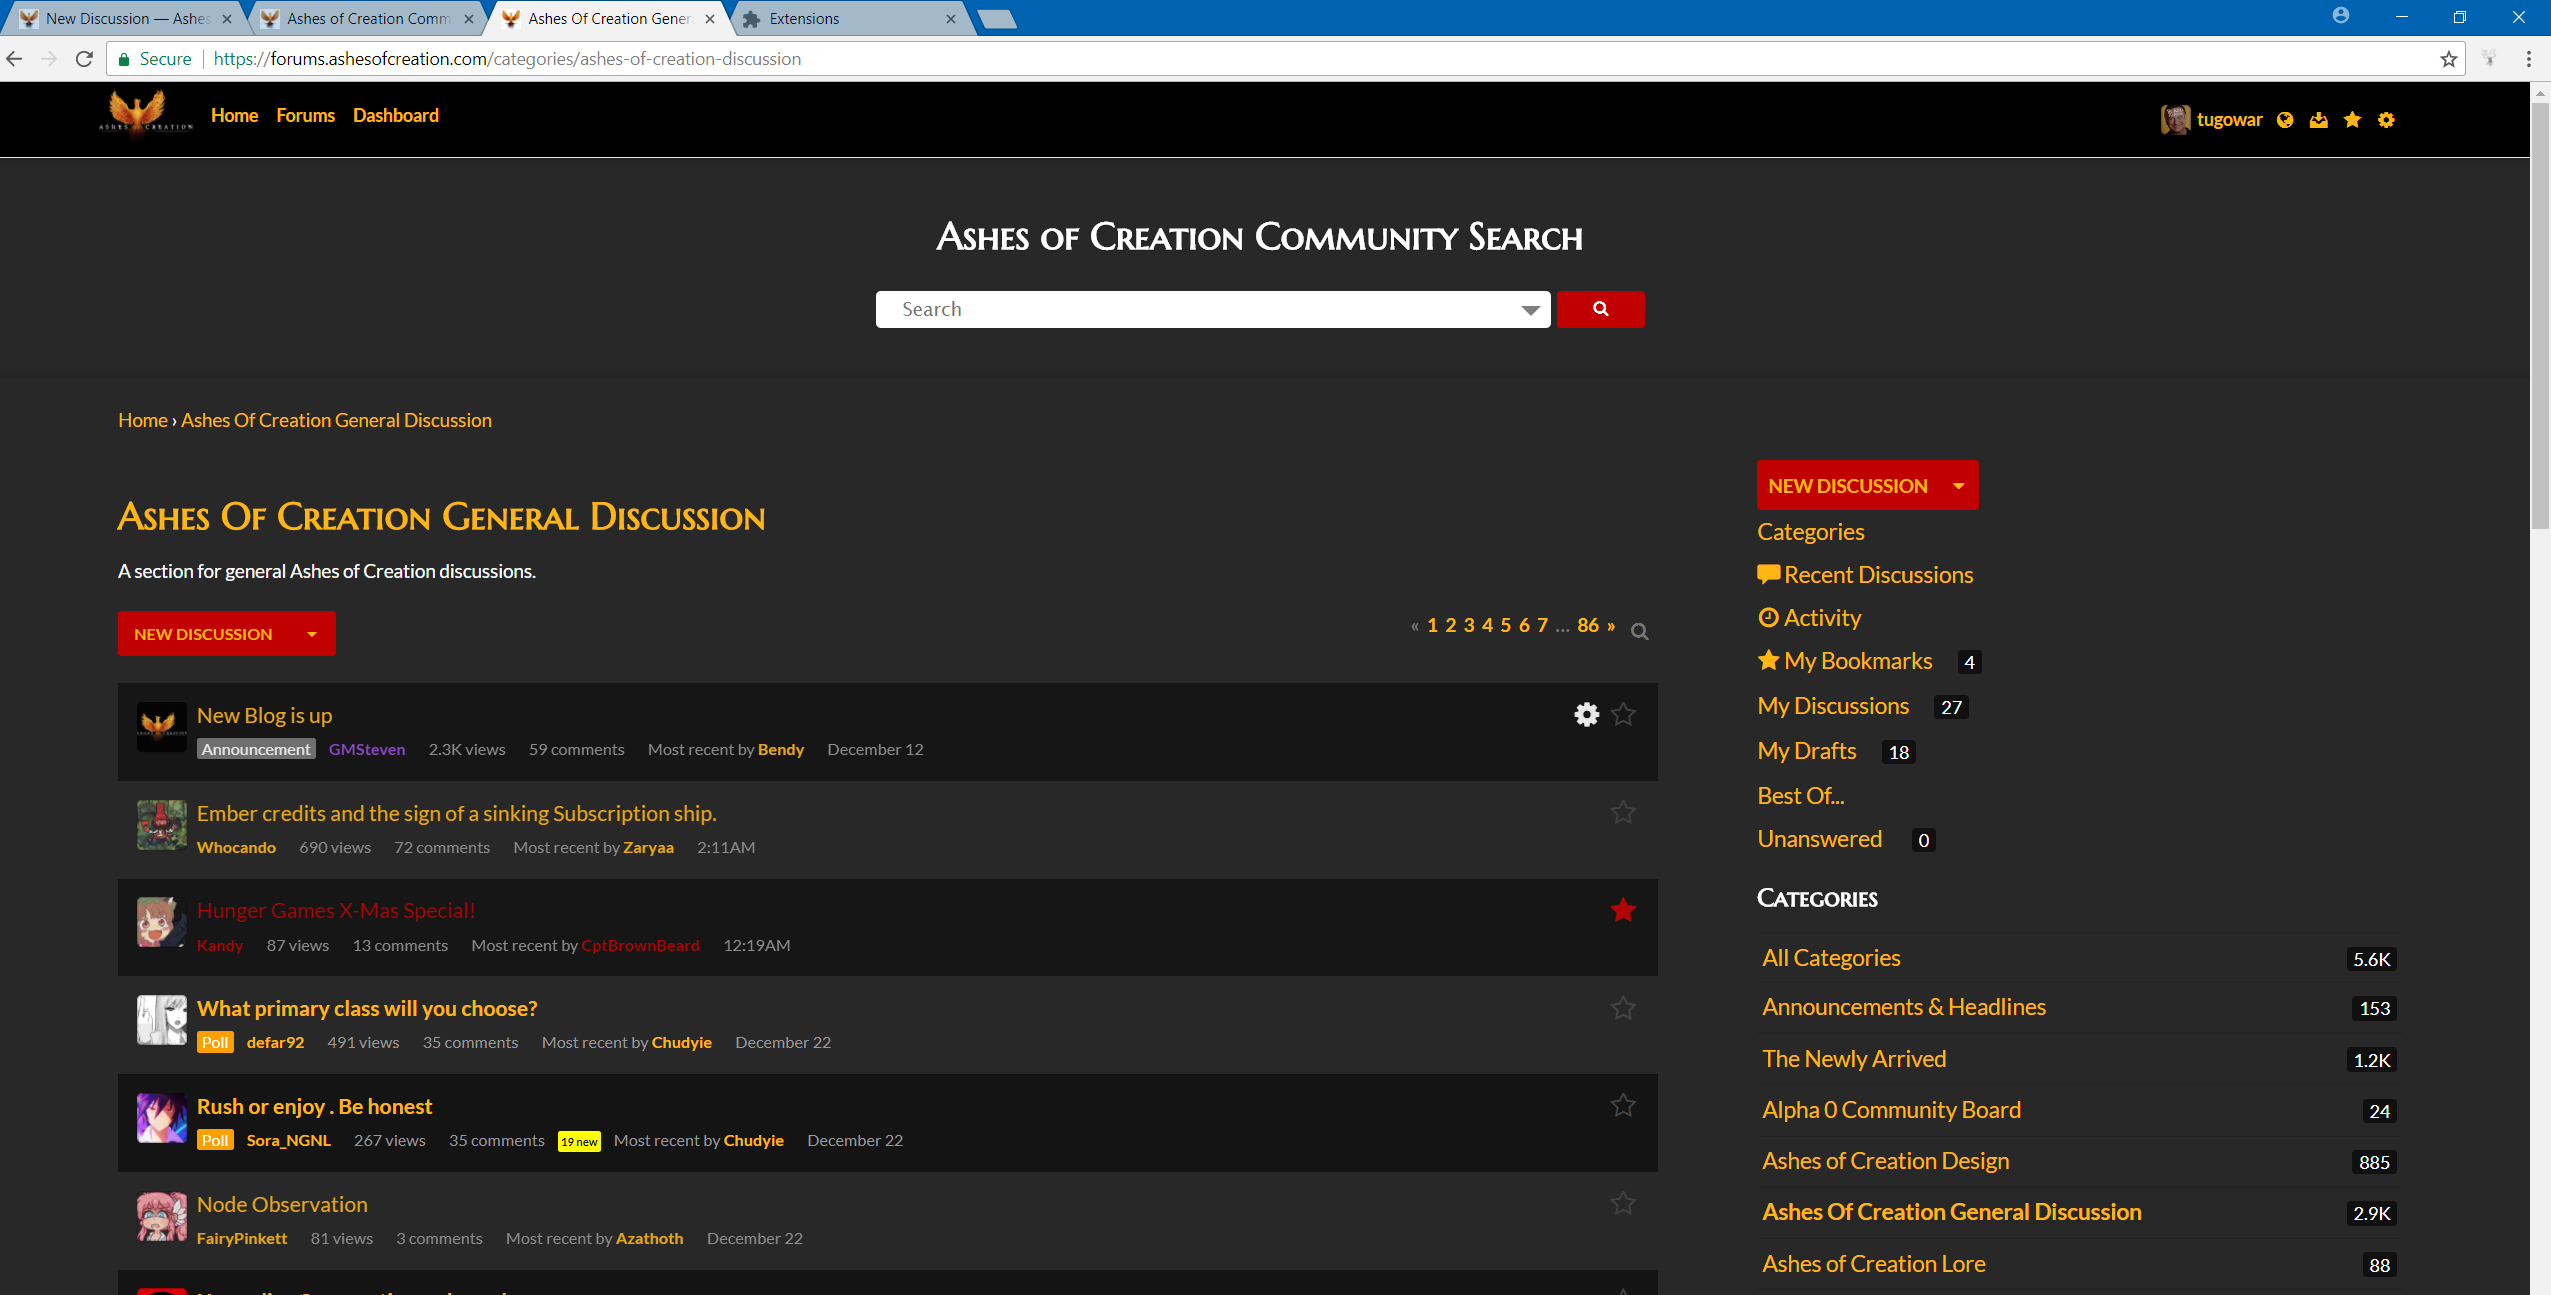 New Discussion — Ashes
Ashes of Creation Comm
Ashes Of Creation Gener
Extensions
Secure https://forums.ashesofcreation.com/categories/ashes-of-creation-discussion
ASHES CREATION
Home Forums Dashboard
tugowar
Ashes of Creation Community Search
Search
Home › Ashes Of Creation General Discussion
Ashes Of Creation General Discussion
A section for general Ashes of Creation discussions.
NEW DISCUSSION
« 1 2 3 4 5 6 7 … 86 »
New Blog is up
Announcement GMSteven 2.3K views 59 comments Most recent by Bendy December 12
Ember credits and the sign of a sinking Subscription ship.
Whocando 690 views 72 comments Most recent by Zaryaa 2:11AM
Hunger Games X-Mas Special!
Kandy 87 views 13 comments Most recent by CptBrownBeard 12:19AM
What primary class will you choose?
Poll defar92 491 views 35 comments Most recent by Chudyie December 22
Rush or enjoy . Be honest
Poll Sora_NGNL 267 views 35 comments 19 new Most recent by Chudyie December 22
Node Observation
FairyPinkett 81 views 3 comments Most recent by Azathoth December 22
NEW DISCUSSION
Categories
Recent Discussions
Activity
My Bookmarks 4
My Discussions 27
My Drafts 18
Best Of...
Unanswered 0
Categories
All Categories 5.6K
Announcements & Headlines 153
The Newly Arrived 1.2K
Alpha 0 Community Board 24
Ashes of Creation Design 885
Ashes Of Creation General Discussion 2.9K
Ashes of Creation Lore 88